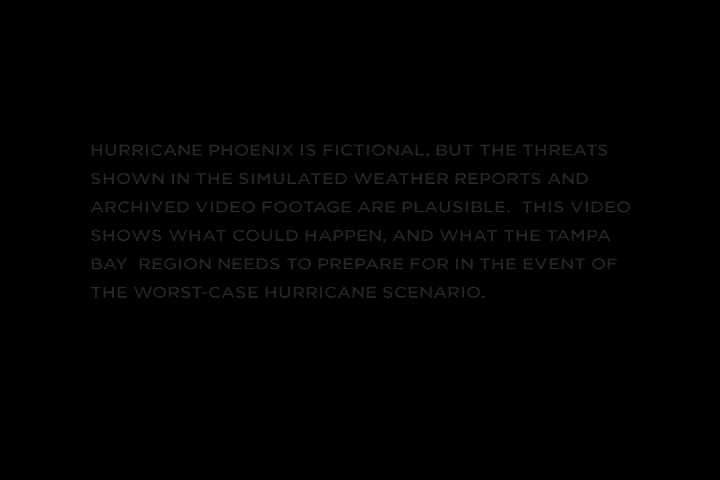 HURRICANE PHOENIX IS FICTIONAL, BUT THE THREATS
SHOWN IN THE SIMULATED WEATHER REPORTS AND
ARCHIVED VIDEO FOOTAGE ARE PLAUSIBLE.  THIS VIDEO
SHOWS WHAT COULD HAPPEN, AND WHAT THE TAMPA
BAY  REGION NEEDS TO PREPARE FOR IN THE EVENT OF
THE WORST-CASE HURRICANE SCENARIO.